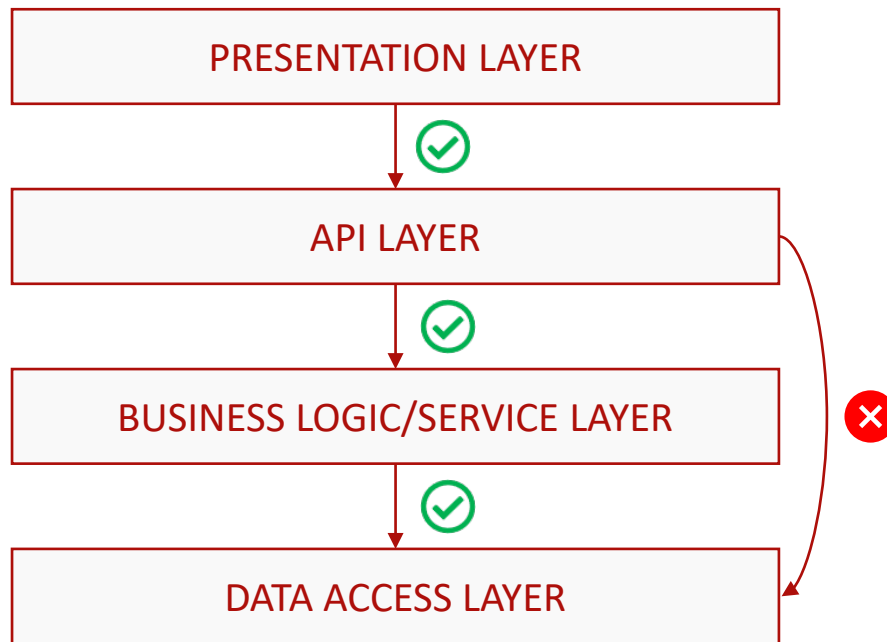 PRESENTATION LAYER
API LAYER
BUSINESS LOGIC/SERVICE LAYER
DATA ACCESS LAYER